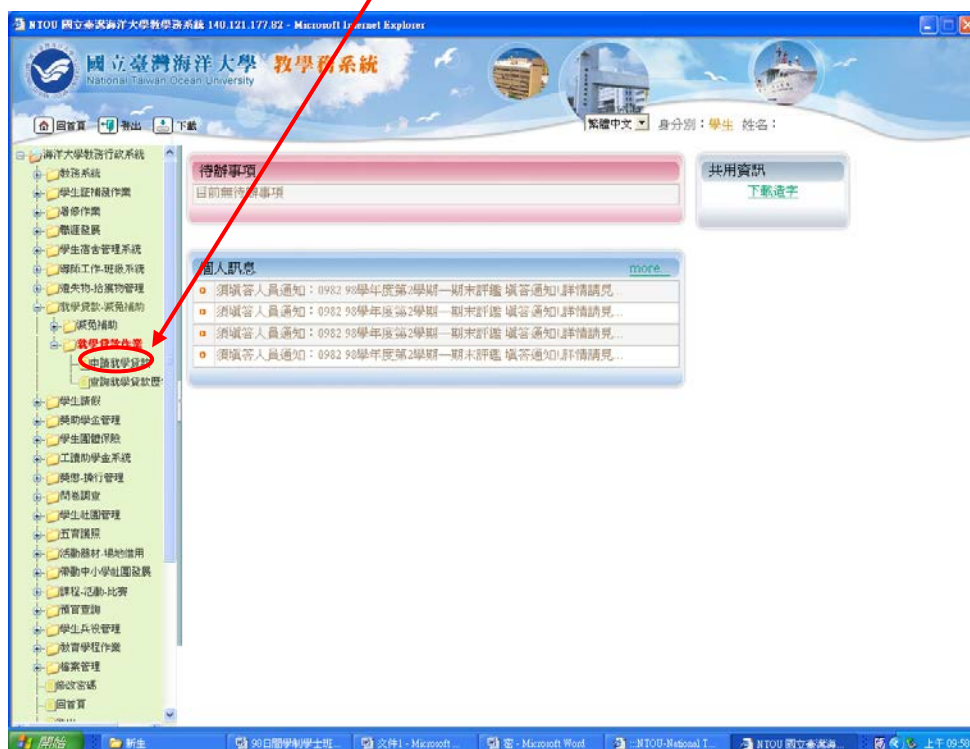 NTOU 國立臺灣海洋大學教學務系統 140.121.177.82 - Microsoft Internet Explorer
國立臺灣海洋大學 教學務系統
National Taiwan Ocean University
回首頁 登出 下載
繁體中文 身分別：學生 姓名：
海洋大學教務行政系統
教務系統
學生証補發作業
暑修作業
職涯發展
學生宿舍管理系統
導師工作-班級系統
遺失物-拾獲物管理
就學貸款-減免補助
減免補助
就學貸款作業
申請就學貸款
查詢就學貸款歷
學生請假
獎助學金管理
學生團體保險
工讀助學金系統
獎懲-操行管理
問卷調查
學生社團管理
五育護照
活動器材-場地借用
帶動中小學社團發展
課程-活動-比賽
預官查詢
學生兵役管理
教育學程作業
檔案管理
修改密碼
回首頁
待辦事項
目前無待辦事項
共用資訊
下載造字
個人訊息 more...
須填答人員通知：0982 98學年度第2學期－期末評鑑 填答通知!詳情請見...
須填答人員通知：0982 98學年度第2學期－期末評鑑 填答通知!詳情請見...
須填答人員通知：0982 98學年度第2學期－期末評鑑 填答通知!詳情請見...
須填答人員通知：0982 98學年度第2學期－期末評鑑 填答通知!詳情請見...
開始 新生 98日間學制學士班... 文件1 - Microsoft ... 密 - Microsoft Word ::NTOU-National T... NTOU 國立臺灣海... 上午 09:50